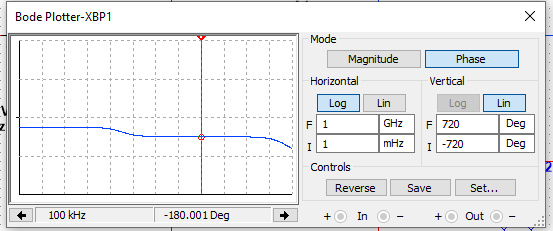 Bode Plotter-XBP1
Mode
Magnitude Phase
Horizontal Vertical
Log Lin Log Lin
F 1 GHz F 720 Deg
I 1 mHz I -720 Deg
Controls
Reverse Save Set...
100 kHz -180.001 Deg
+ In − + Out −
V
z
2